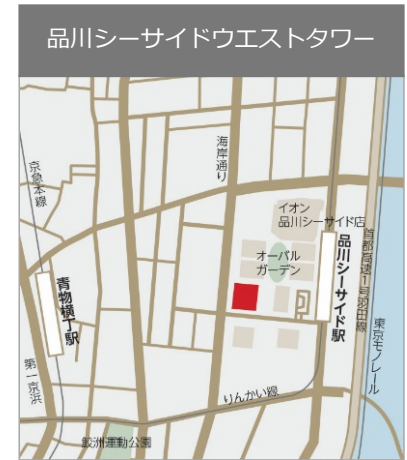 品川シーサイドウエストタワー
海岸通り
京急本線
イオン
品川シーサイド店
オーバル
ガーデン
品川シーサイド駅
首都高速1号羽田線
東京モノレール
青物横丁駅
第一京浜
りんかい線
鮫洲運動公園